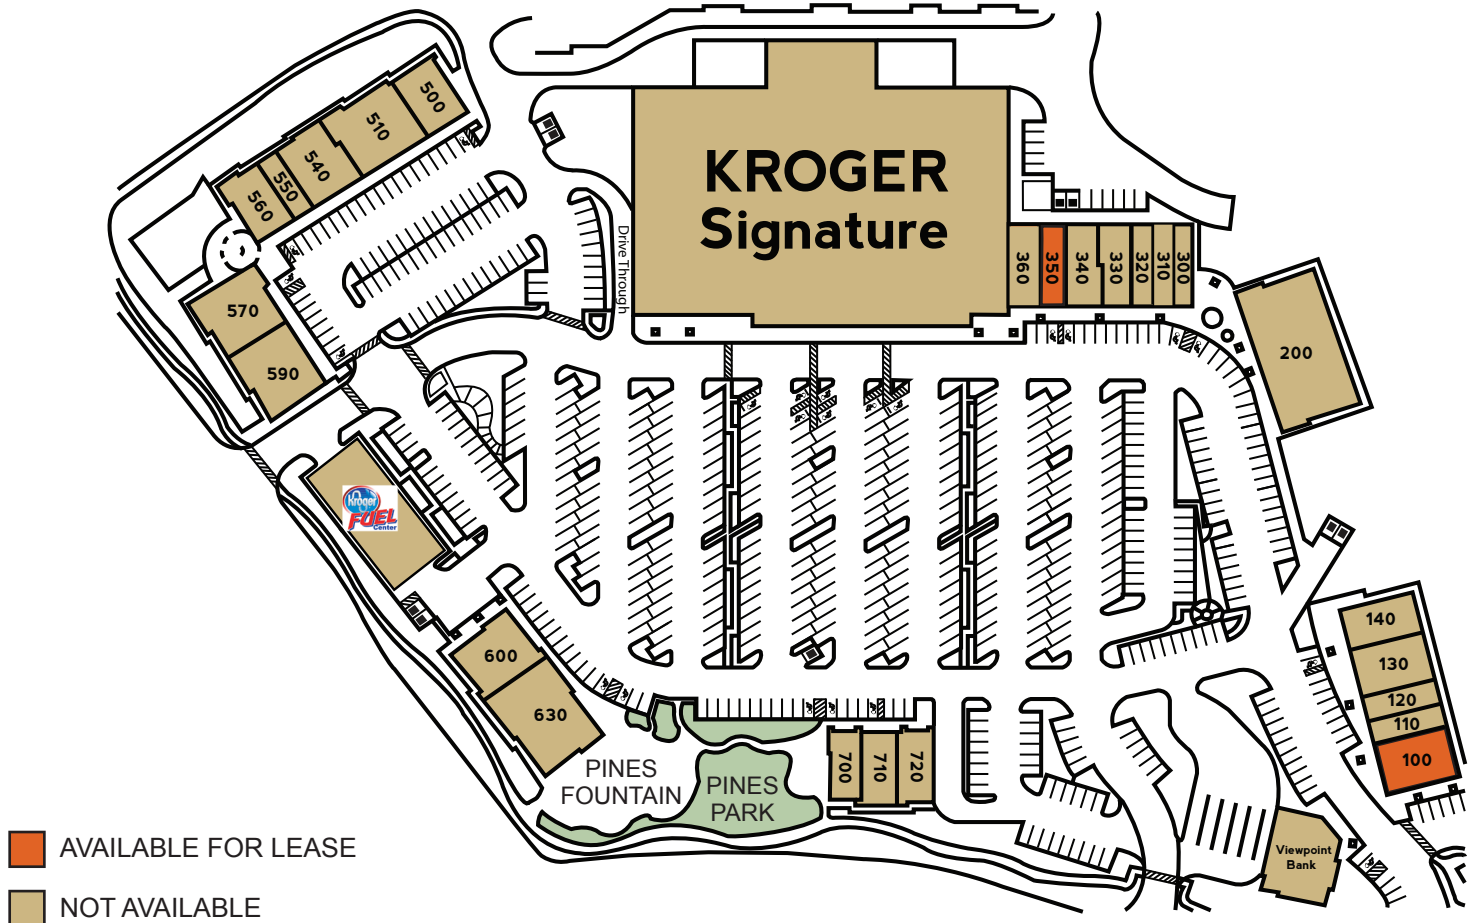 500
510
540
550
560
570
590
KROGER
Signature
Drive Through
360
350
340
330
320
310
300
200
Kroger
FUEL
Center
140
130
120
110
100
600
630
700
710
720
PINES
FOUNTAIN
PINES
PARK
Viewpoint
Bank
AVAILABLE FOR LEASE
NOT AVAILABLE